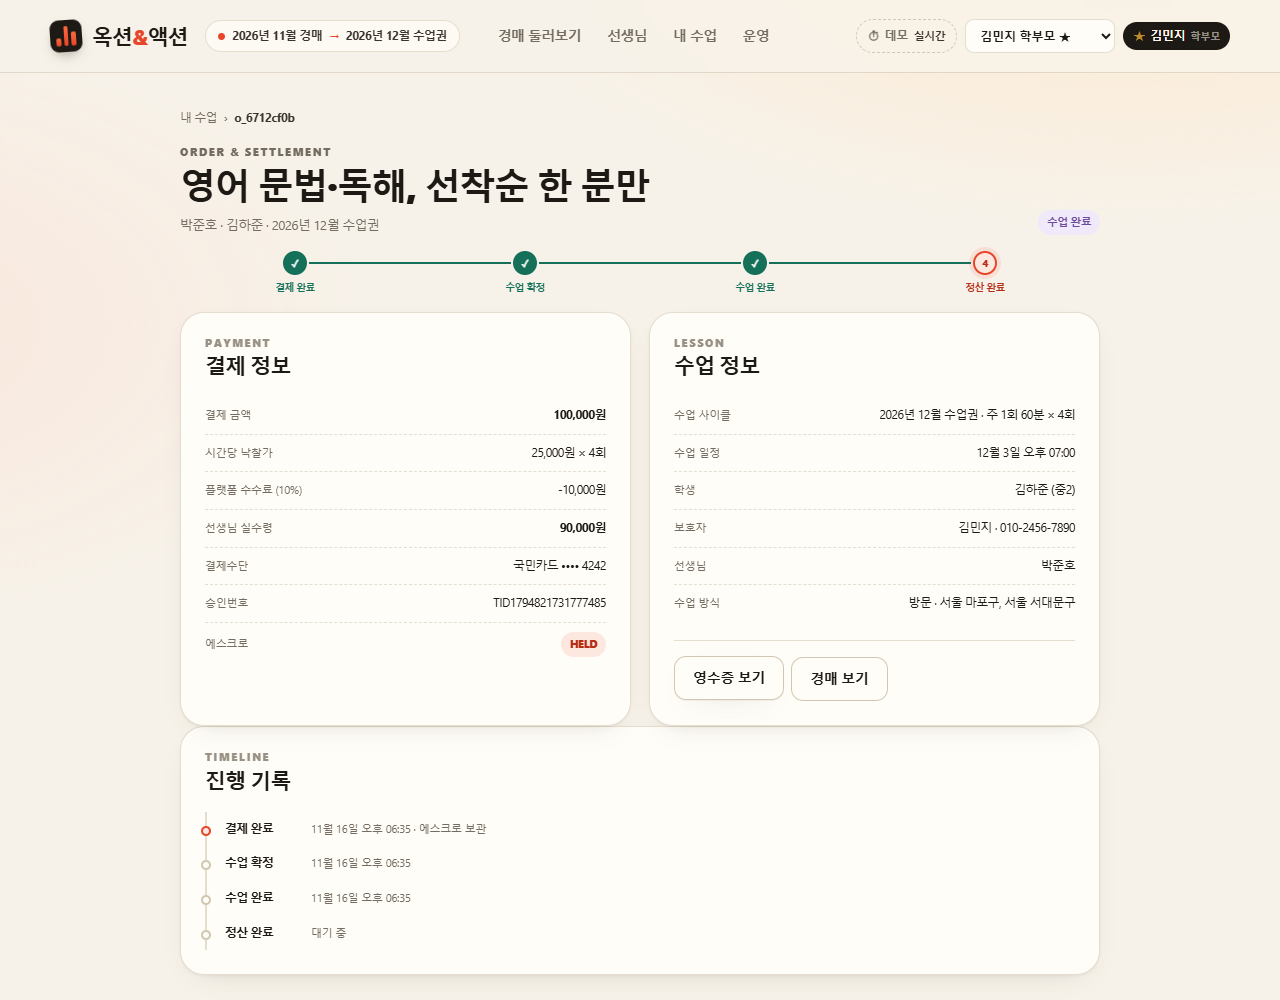 옥션&액션
2026년 11월 경매 → 2026년 12월 수업권
경매 둘러보기
선생님
내 수업
운영
데모 실시간
김민지 학부모 ★
★ 김민지 학부모
내 수업 › o_6712cf0b
ORDER & SETTLEMENT
영어 문법·독해, 선착순 한 분만
박준호 · 김하준 · 2026년 12월 수업권
수업 완료
✓ ✓ ✓ 4
결제 완료
수업 확정
수업 완료
정산 완료
PAYMENT
결제 정보
결제 금액 100,000원
시간당 낙찰가 25,000원 × 4회
플랫폼 수수료 (10%) -10,000원
선생님 실수령 90,000원
결제수단 국민카드 •••• 4242
승인번호 TID1794821731777485
에스크로 HELD
LESSON
수업 정보
수업 사이클 2026년 12월 수업권 · 주 1회 60분 × 4회
수업 일정 12월 3일 오후 07:00
학생 김하준 (중2)
보호자 김민지 · 010-2456-7890
선생님 박준호
수업 방식 방문 · 서울 마포구, 서울 서대문구
영수증 보기
경매 보기
TIMELINE
진행 기록
결제 완료 11월 16일 오후 06:35 · 에스크로 보관
수업 확정 11월 16일 오후 06:35
수업 완료 11월 16일 오후 06:35
정산 완료 대기 중